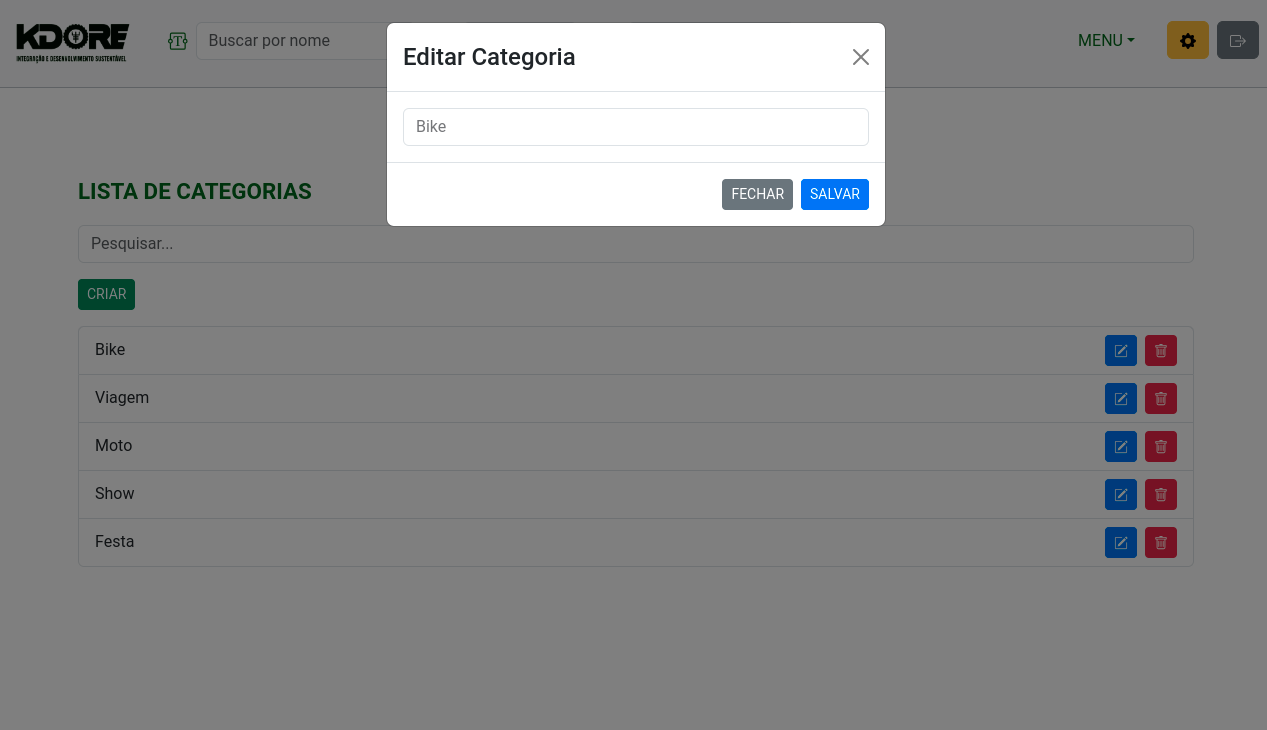 KDORE
INTEGRAÇÃO E DESENVOLVIMENTO SUSTENTÁVEL
T
Buscar por nome
MENU
Editar Categoria
Bike
FECHAR
SALVAR
LISTA DE CATEGORIAS
Pesquisar...
CRIAR
Bike
Viagem
Moto
Show
Festa